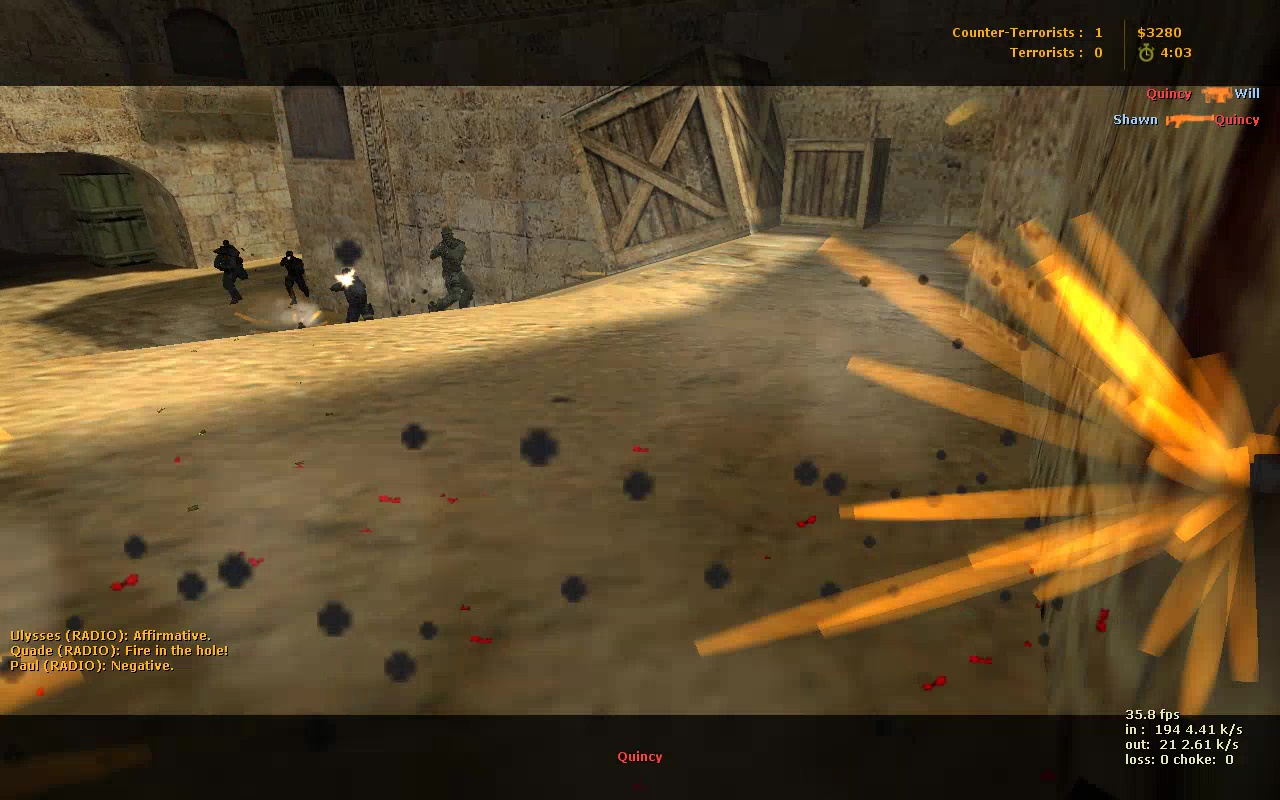 Counter-Terrorists : 1 $3280
Terrorists : 0 4:03
Quincy Will
Shawn Quincy
Ulysses (RADIO): Affirmative.
Quade (RADIO): Fire in the hole!
Paul (RADIO): Negative.
35.8 fps
in : 194 4.41 k/s
out: 21 2.61 k/s
loss: 0 choke: 0
Quincy